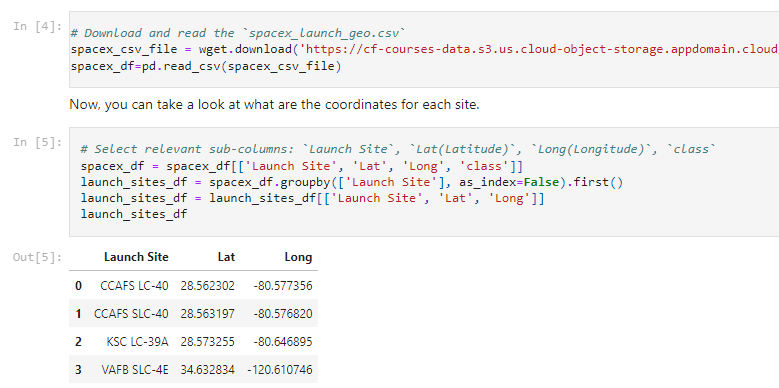 In [4]:
# Download and read the `spacex_launch_geo.csv`
spacex_csv_file = wget.download('https://cf-courses-data.s3.us.cloud-object-storage.appdomain.cloud
spacex_df=pd.read_csv(spacex_csv_file)
Now, you can take a look at what are the coordinates for each site.
In [5]:
# Select relevant sub-columns: `Launch Site`, `Lat(Latitude)`, `Long(Longitude)`, `class`
spacex_df = spacex_df[['Launch Site', 'Lat', 'Long', 'class']]
launch_sites_df = spacex_df.groupby(['Launch Site'], as_index=False).first()
launch_sites_df = launch_sites_df[['Launch Site', 'Lat', 'Long']]
launch_sites_df
Out[5]:
Launch Site Lat Long
0 CCAFS LC-40 28.562302 -80.577356
1 CCAFS SLC-40 28.563197 -80.576820
2 KSC LC-39A 28.573255 -80.646895
3 VAFB SLC-4E 34.632834 -120.610746